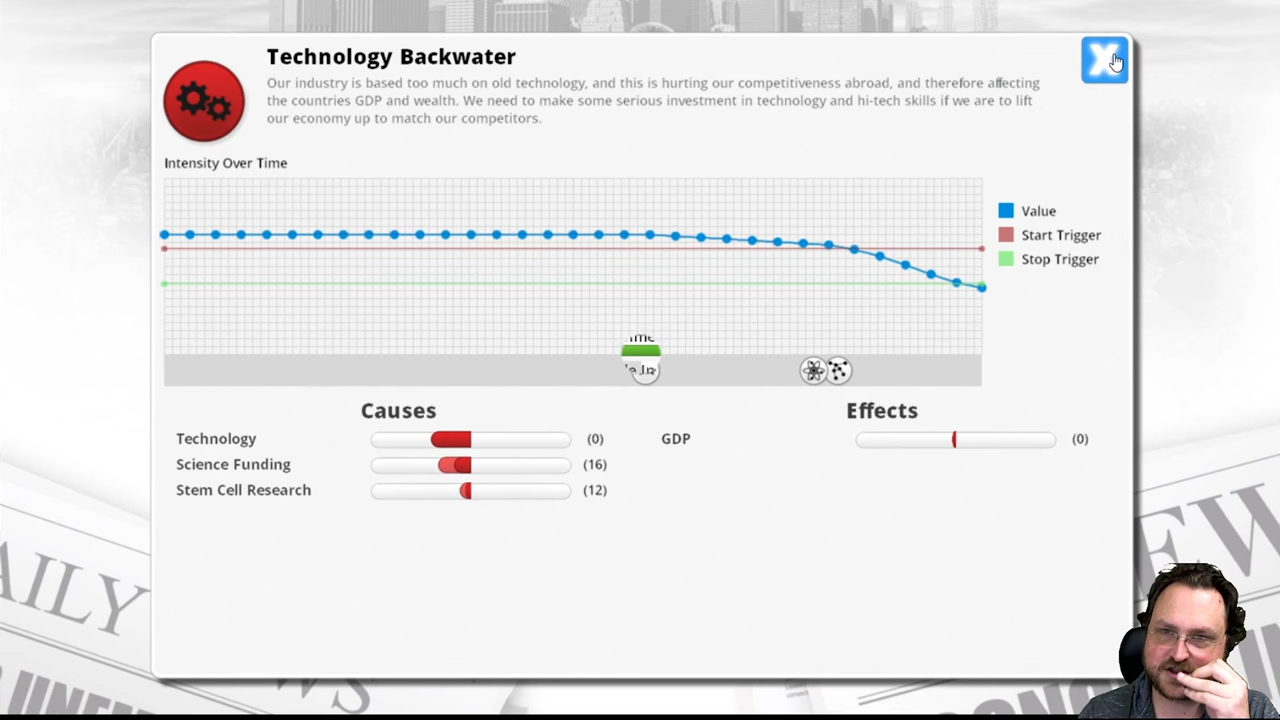 Technology Backwater
X
Our industry is based too much on old technology, and this is hurting our competitiveness abroad, and therefore affecting
the countries GDP and wealth. We need to make some serious investment in technology and hi-tech skills if we are to lift
our economy up to match our competitors.
Intensity Over Time
Value
Start Trigger
Stop Trigger
Causes
Effects
Technology (0) GDP (0)
Science Funding (16)
Stem Cell Research (12)
AILY